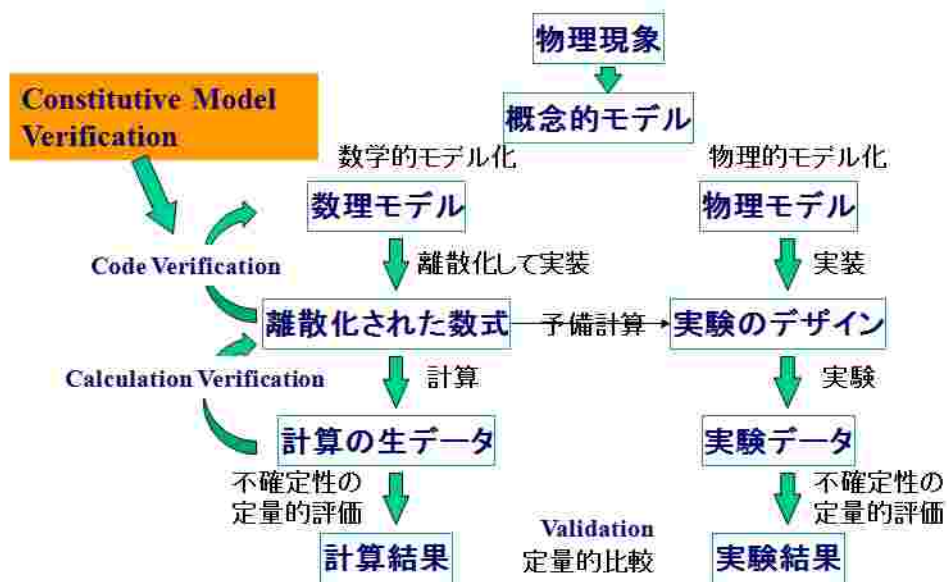 物理現象
Constitutive Model
Verification
概念的モデル
数学的モデル化
物理的モデル化
数理モデル
物理モデル
Code Verification
離散化して実装
実装
離散化された数式
予備計算
実験のデザイン
Calculation Verification
計算
実験
計算の生データ
実験データ
不確定性の
定量的評価
不確定性の
定量的評価
Validation
定量的比較
計算結果
実験結果